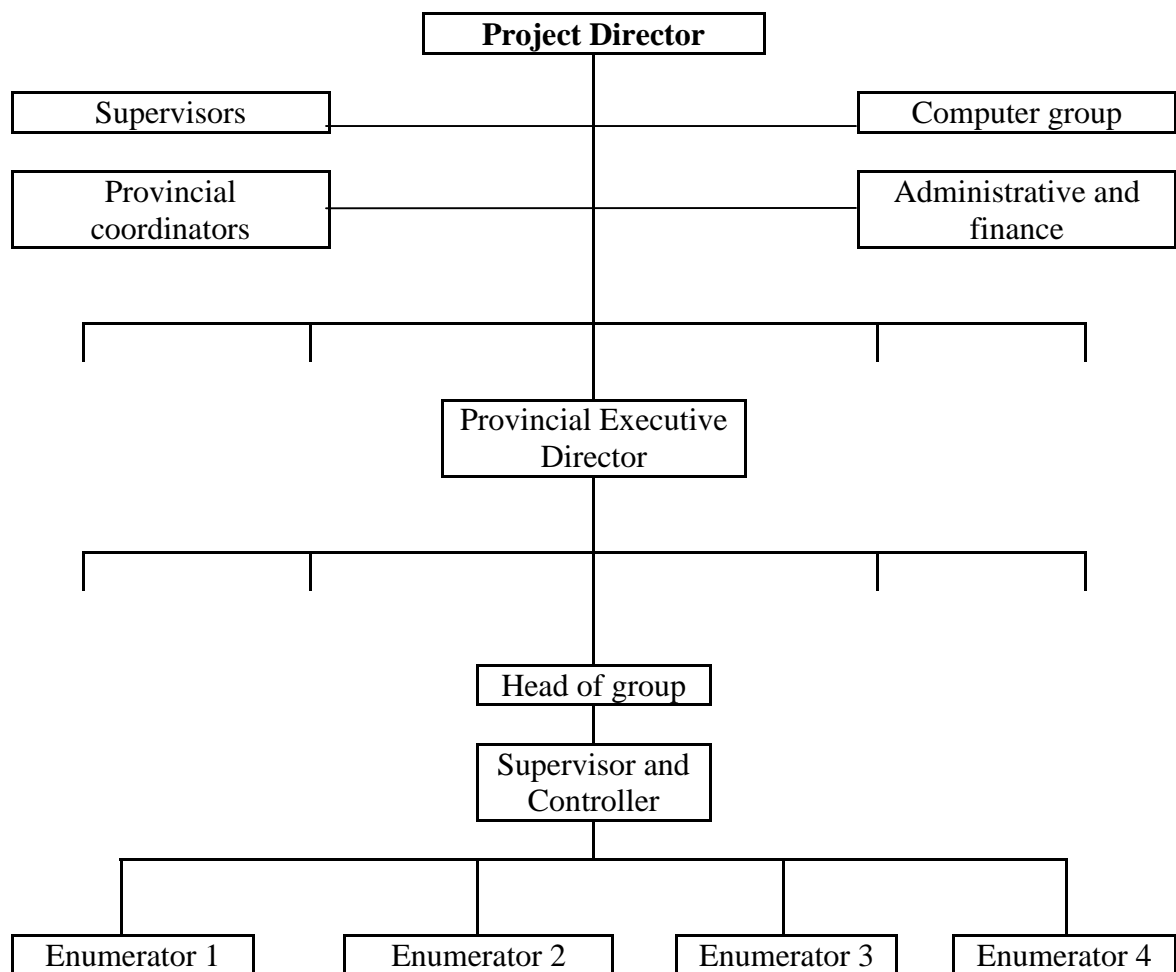 Project Director
Supervisors
Computer group
Provincial
coordinators
Administrative and
finance
Provincial Executive
Director
Head of group
Supervisor and
Controller
Enumerator 1
Enumerator 2
Enumerator 3
Enumerator 4